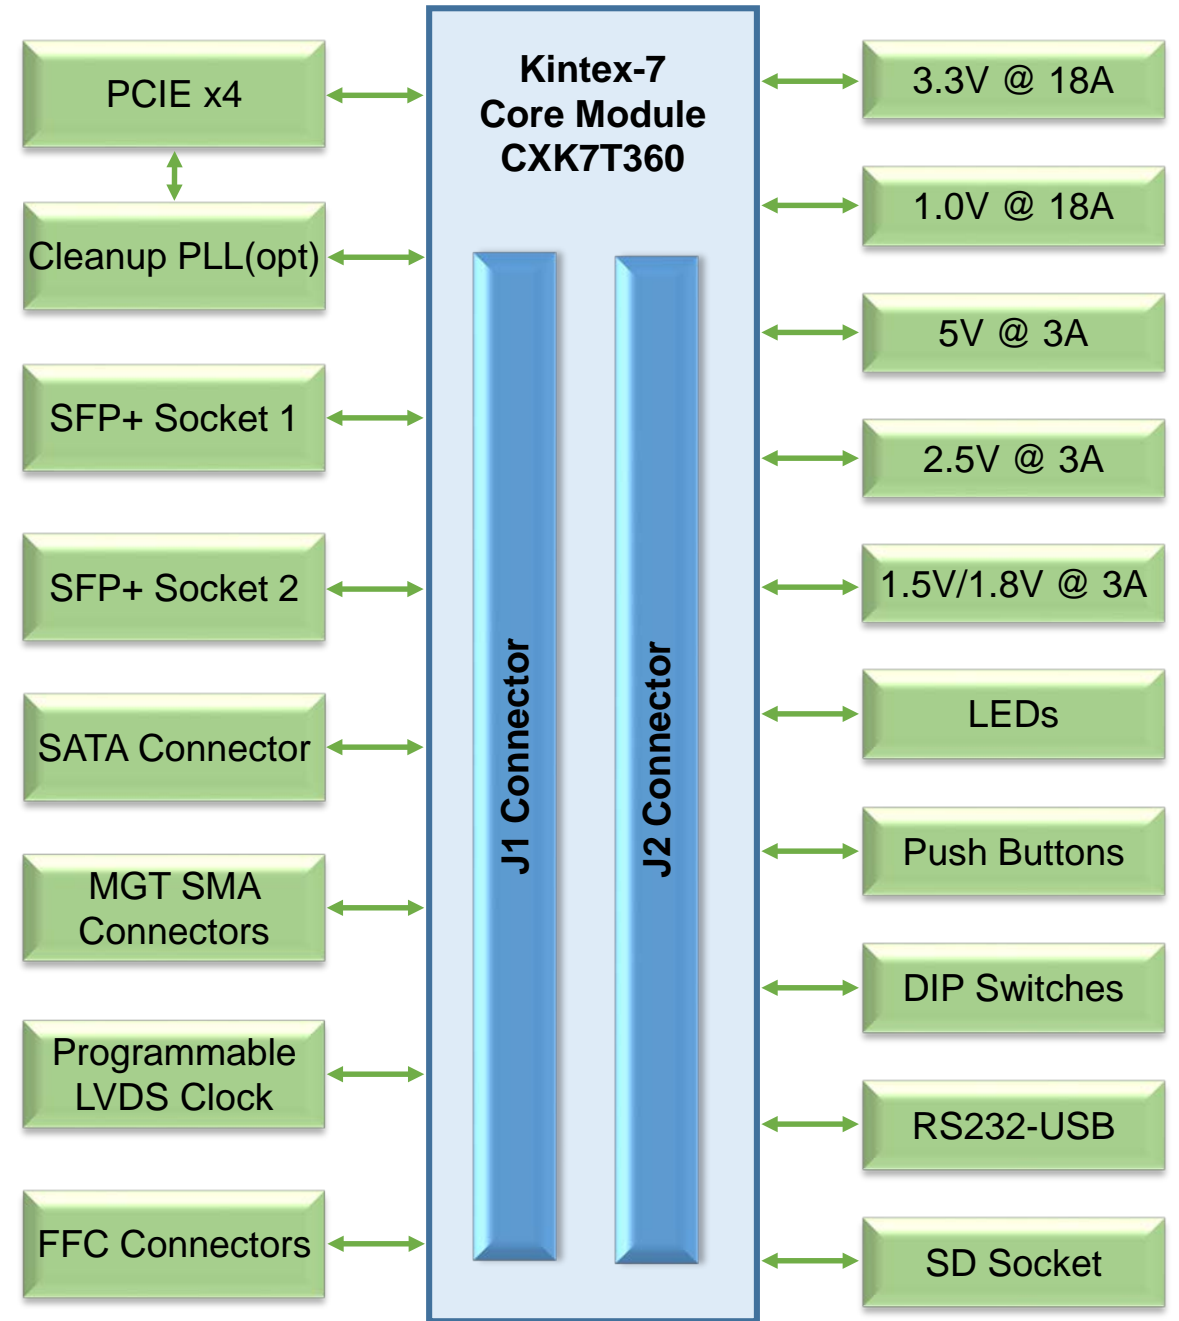 PCIE x4
Cleanup PLL(opt)
SFP+ Socket 1
SFP+ Socket 2
SATA Connector
MGT SMA
Connectors
Programmable
LVDS Clock
FFC Connectors
Kintex-7
Core Module
CXK7T360
J1 Connector
J2 Connector
3.3V @ 18A
1.0V @ 18A
5V @ 3A
2.5V @ 3A
1.5V/1.8V @ 3A
LEDs
Push Buttons
DIP Switches
RS232-USB
SD Socket